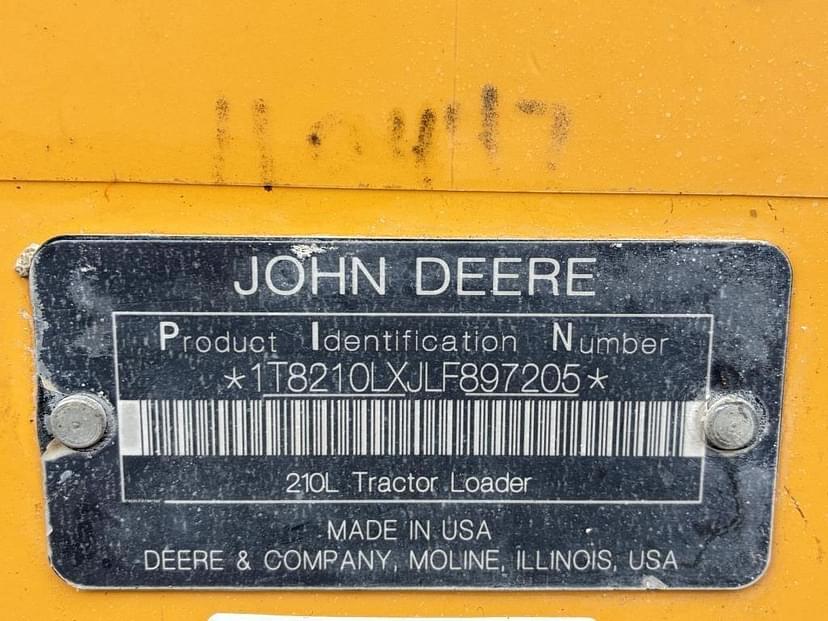 JOHN DEERE
Product Identification Number
*1T8210LXJLF897205*
210L Tractor Loader
MADE IN USA
DEERE & COMPANY, MOLINE, ILLINOIS, USA